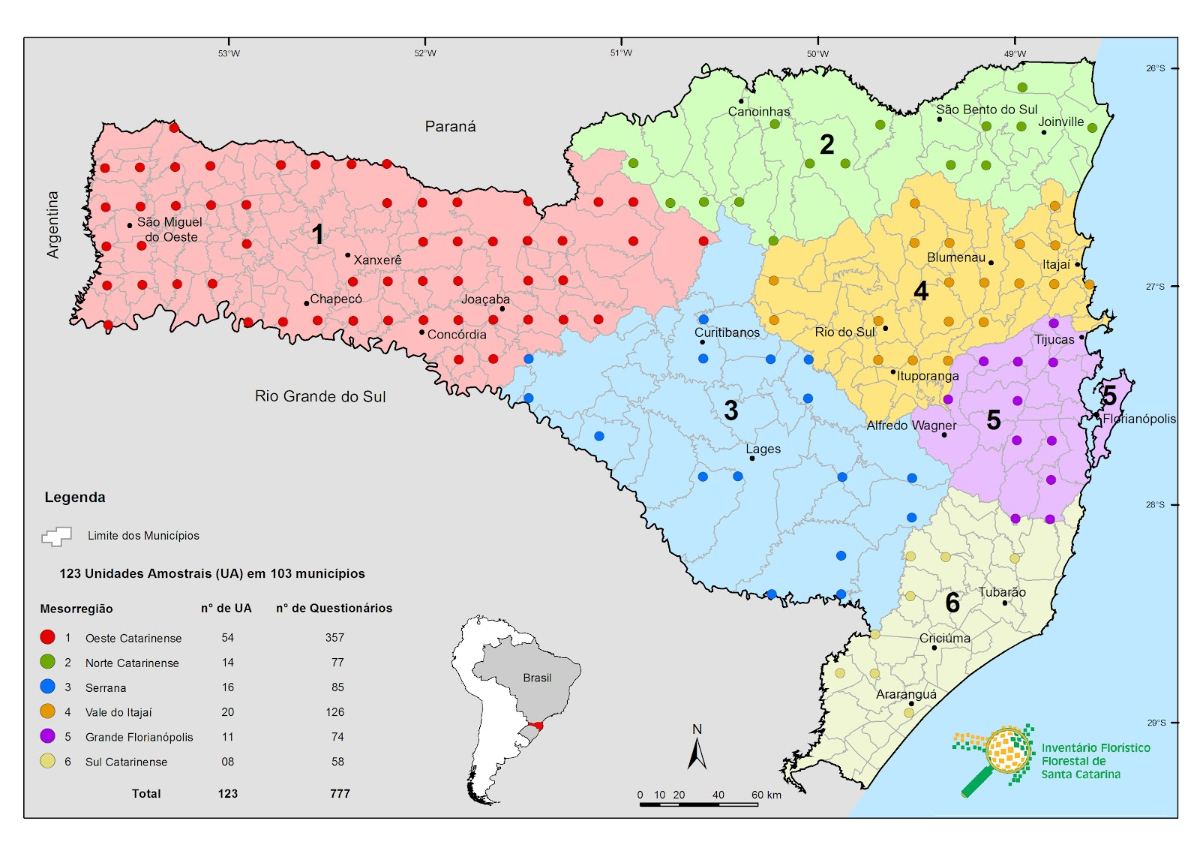 53°W 52°W 51°W 50°W 49°W
26°S
27°S
28°S
29°S
Argentina
Paraná
Rio Grande do Sul
1
São Miguel
do Oeste
Xanxerê
Chapecó
Joaçaba
Concórdia
2
Canoinhas
São Bento do Sul
Joinville
3
Curitibanos
Lages
4
Blumenau
Itajaí
Rio do Sul
Ituporanga
5
5
Tijucas
Florianópolis
Alfredo Wagner
6
Tubarão
Criciúma
Araranguá
Legenda
Limite dos Municípios
123 Unidades Amostrais (UA) em 103 municípios
Mesorregião n° de UA n° de Questionários
1 Oeste Catarinense 54 357
2 Norte Catarinense 14 77
3 Serrana 16 85
4 Vale do Itajaí 20 126
5 Grande Florianópolis 11 74
6 Sul Catarinense 08 58
Total 123 777
Brasil
N
0 10 20 40 60 km
Inventário Florístico
Florestal de
Santa Catarina